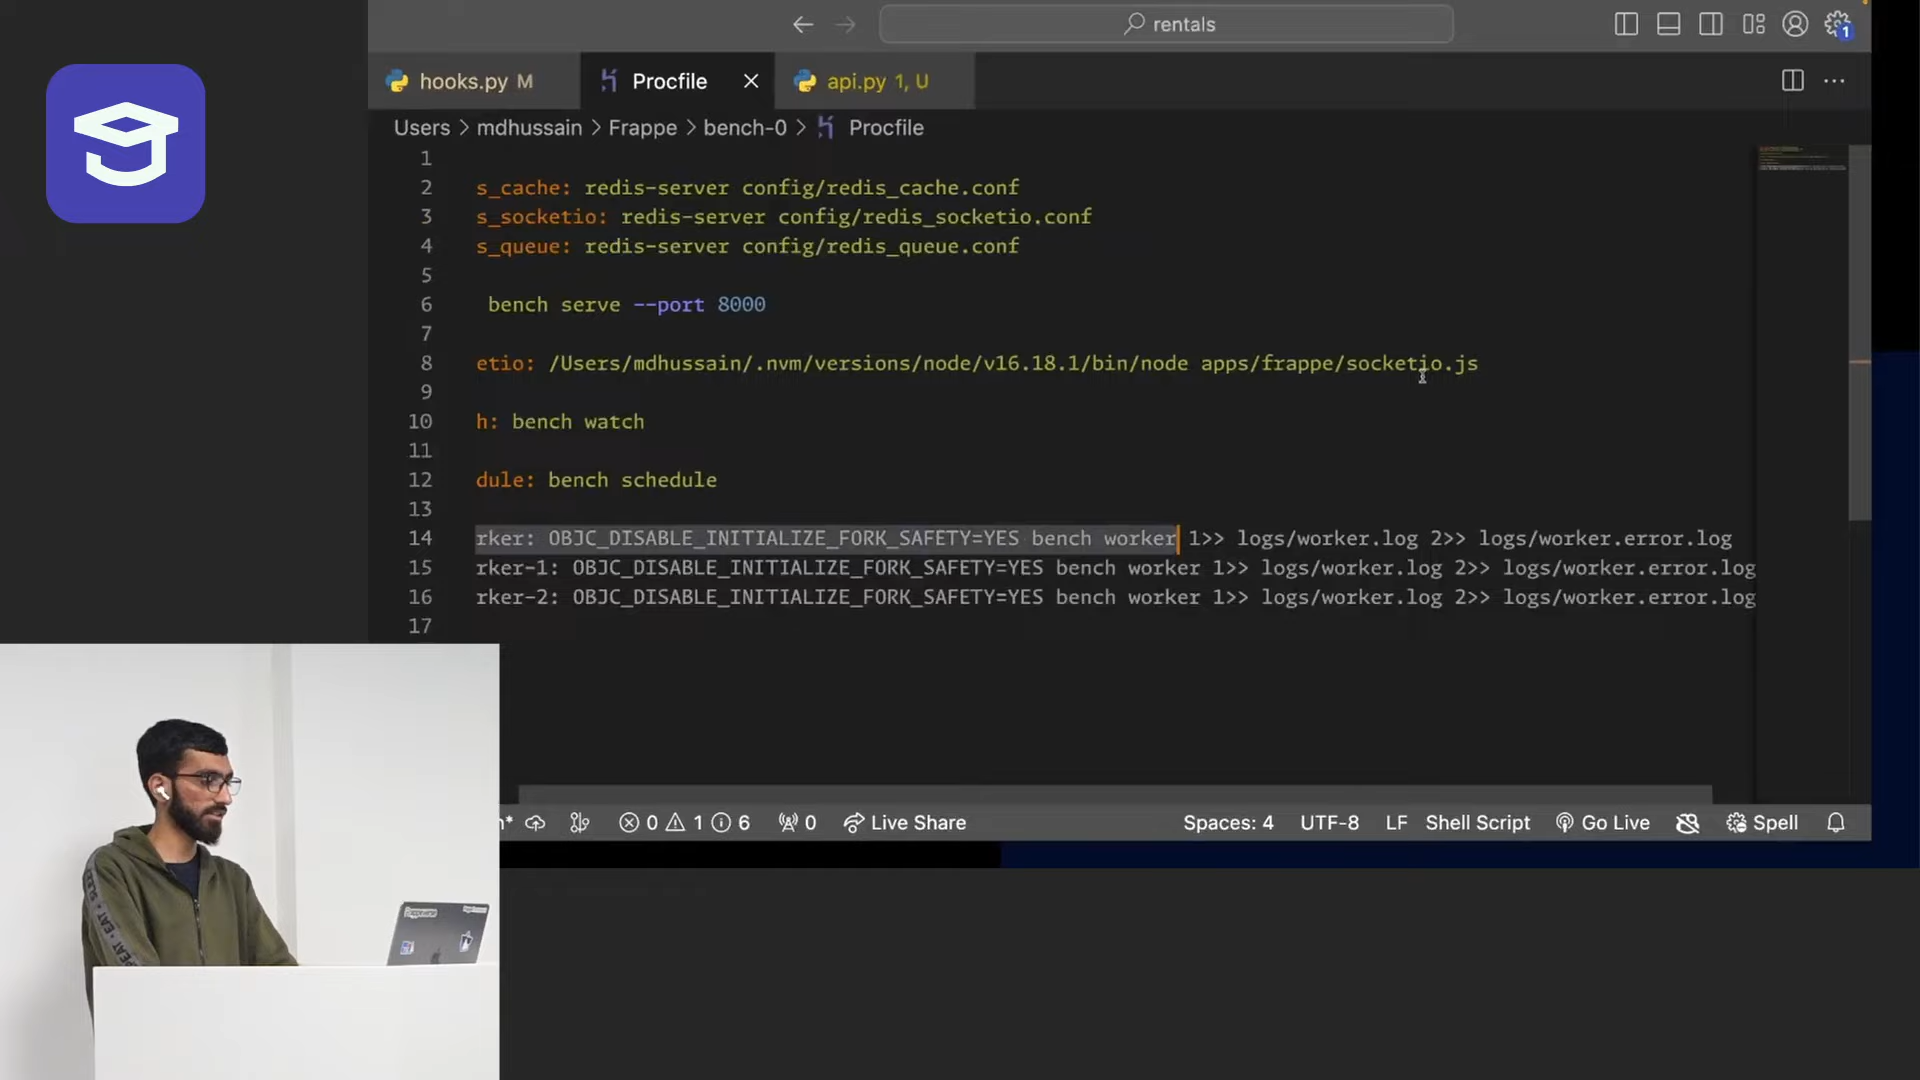 rentals
1
hooks.py M
Procfile
api.py 1, U
Users > mdhussain > Frappe > bench-0 > Procfile
1
2 s_cache: redis-server config/redis_cache.conf
3 s_socketio: redis-server config/redis_socketio.conf
4 s_queue: redis-server config/redis_queue.conf
5
6 bench serve --port 8000
7
8 etio: /Users/mdhussain/.nvm/versions/node/v16.18.1/bin/node apps/frappe/socketio.js
9
10 h: bench watch
11
12 dule: bench schedule
13
14 rker: OBJC_DISABLE_INITIALIZE_FORK_SAFETY=YES bench worker 1>> logs/worker.log 2>> logs/worker.error.log
15 rker-1: OBJC_DISABLE_INITIALIZE_FORK_SAFETY=YES bench worker 1>> logs/worker.log 2>> logs/worker.error.log
16 rker-2: OBJC_DISABLE_INITIALIZE_FORK_SAFETY=YES bench worker 1>> logs/worker.log 2>> logs/worker.error.log
17
0 1 6 0 Live Share Spaces: 4 UTF-8 LF Shell Script Go Live Spell
EAT